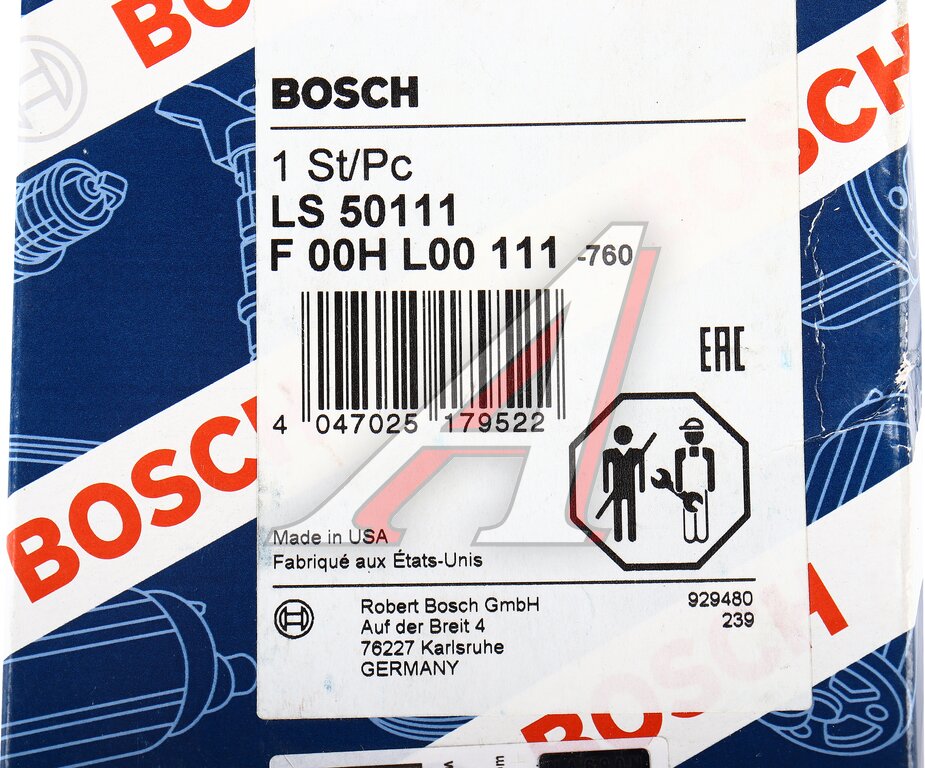 BOSCH
BOSCH
1 St/Pc
LS 50111
F 00H L00 111 -760
4 047025 179522
EAC
BOSCH
Made in USA
Fabriqué aux États-Unis
Robert Bosch GmbH
Auf der Breit 4
76227 Karlsruhe
GERMANY
929480
239
BOSCH